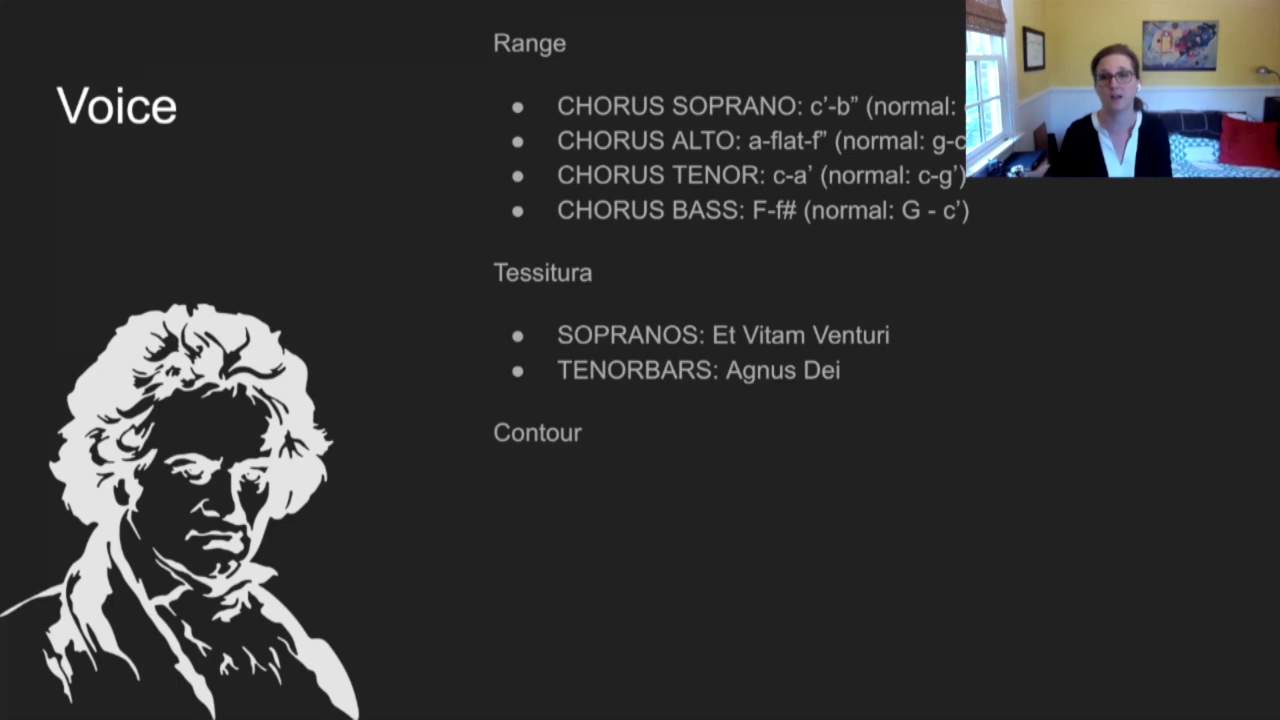 Voice
Range
● CHORUS SOPRANO: c’-b” (normal:
● CHORUS ALTO: a-flat-f” (normal: g-c
● CHORUS TENOR: c-a’ (normal: c-g’)
● CHORUS BASS: F-f# (normal: G - c’)
Tessitura
● SOPRANOS: Et Vitam Venturi
● TENORBARS: Agnus Dei
Contour